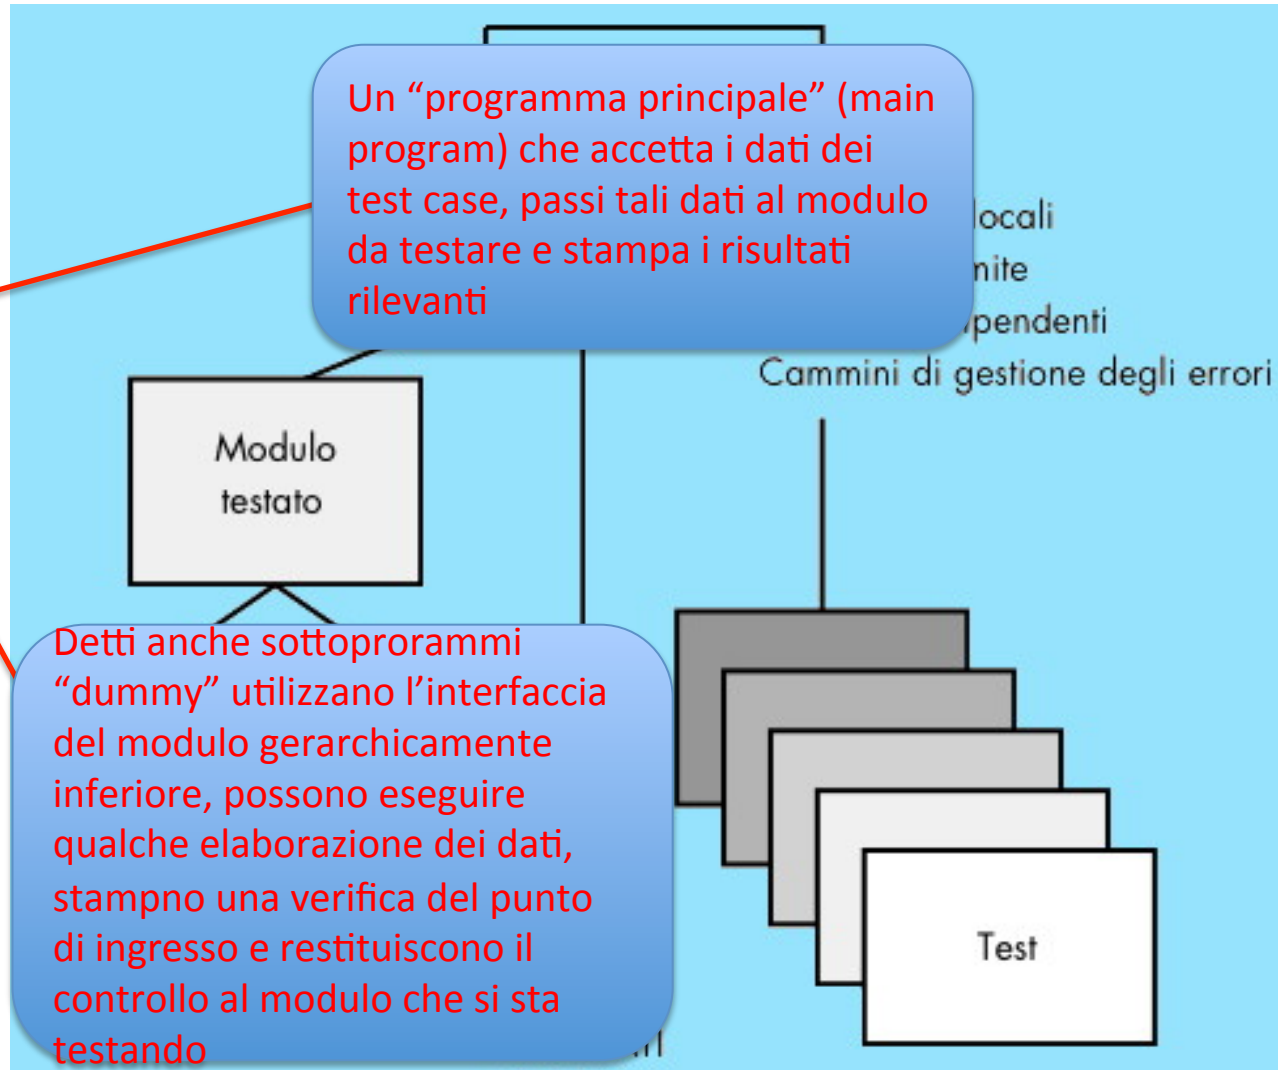 Un “programma principale” (main
program) che accetta i dati dei
test case, passi tali dati al modulo
da testare e stampa i risultati
rilevanti
locali
Cammini di gestione degli errori
Modulo
testato
Detti anche sottoprorammi
“dummy” utilizzano l’interfaccia
del modulo gerarchicamente
inferiore, possono eseguire
qualche elaborazione dei dati,
stampno una verifica del punto
di ingresso e restituiscono il
controllo al modulo che si sta
testando
Test